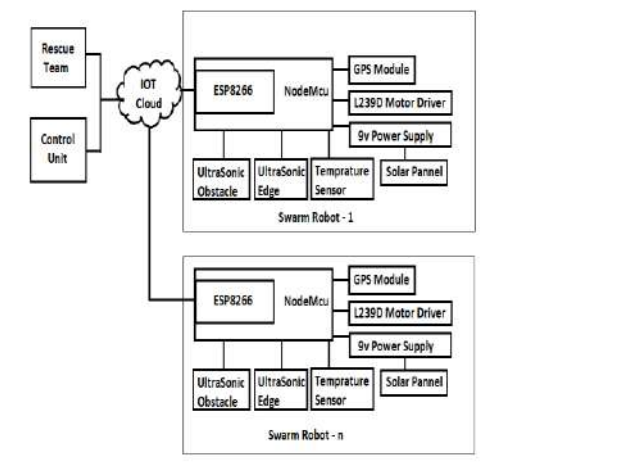 Rescue
Team
IOT
Cloud
Control
Unit
ESP8266
NodeMcu
GPS Module
L239D Motor Driver
9v Power Supply
UltraSonic
Obstacle
UltraSonic
Edge
Temprature
Sensor
Solar Pannel
Swarm Robot - 1
ESP8266
NodeMcu
GPS Module
L239D Motor Driver
9v Power Supply
UltraSonic
Obstacle
UltraSonic
Edge
Temprature
Sensor
Solar Pannel
Swarm Robot - n